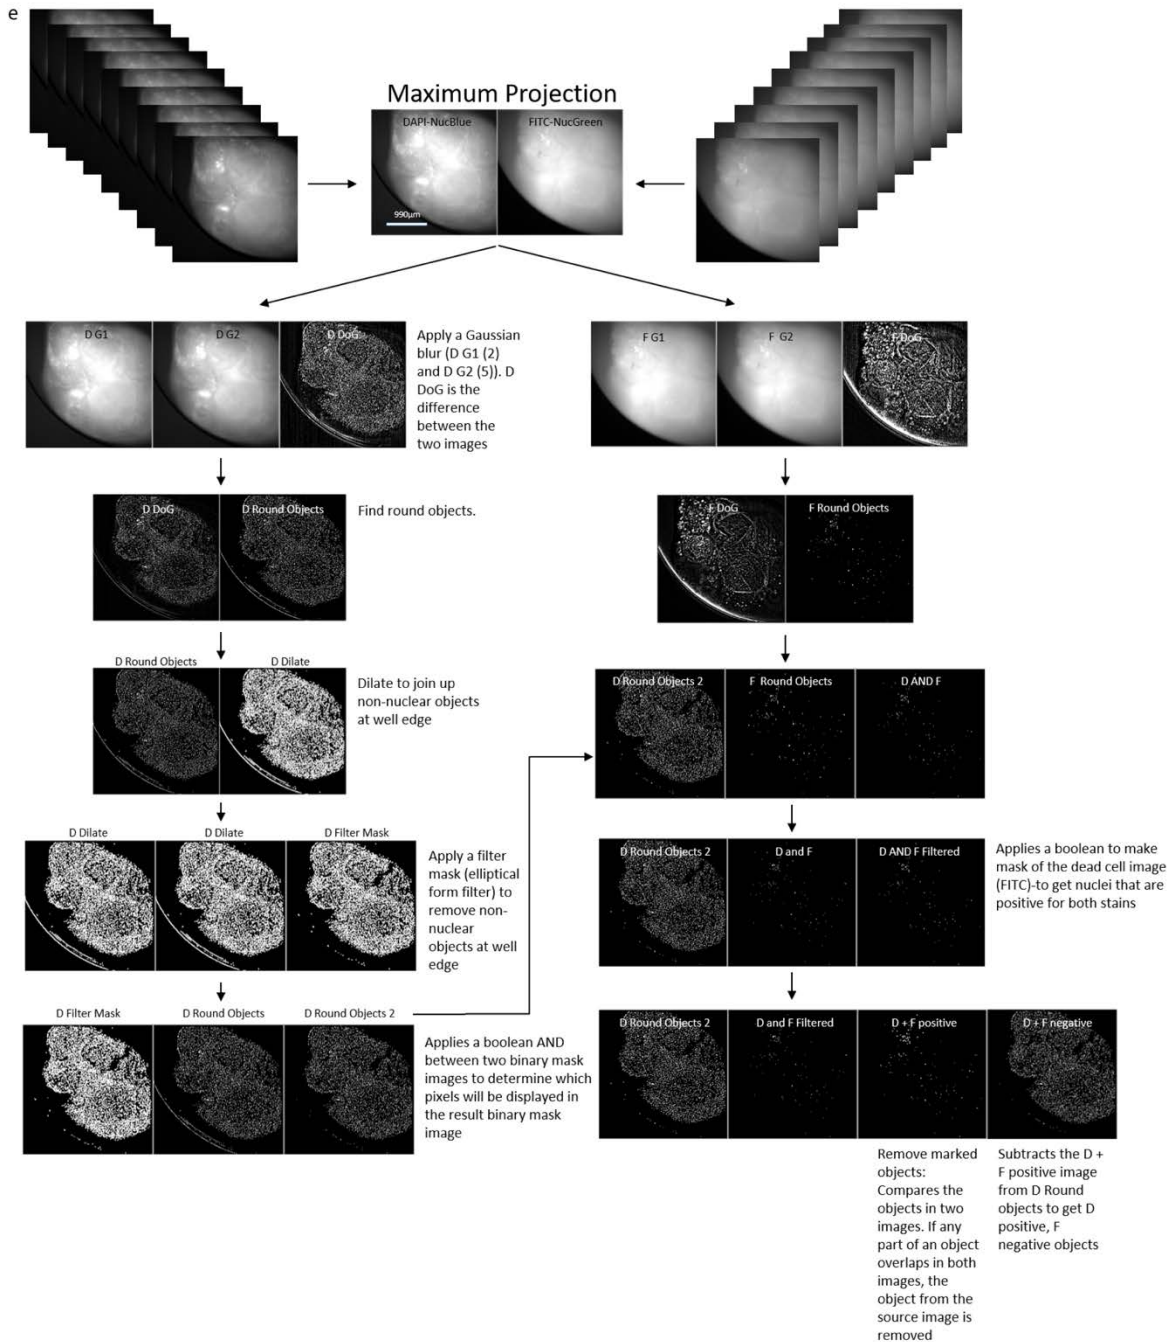 e
Maximum Projection
DAPI-NucBlue
FITC-NucGreen
990µm
D G1
D G2
D DoG
Apply a Gaussian
blur (D G1 (2)
and D G2 (5)). D
DoG is the
difference
between the
two images
F G1
F G2
F DoG
D DoG
D Round Objects
Find round objects.
F DoG
F Round Objects
D Round Objects
D Dilate
Dilate to join up
non-nuclear objects
at well edge
D Round Objects 2
F Round Objects
D AND F
D Dilate
D Dilate
D Filter Mask
Apply a filter
mask (elliptical
form filter) to
remove non-
nuclear
objects at well
edge
D Round Objects 2
D and F
D AND F Filtered
Applies a boolean to make
mask of the dead cell image
(FITC)-to get nuclei that are
positive for both stains
D Filter Mask
D Round Objects
D Round Objects 2
Applies a boolean AND
between two binary mask
images to determine which
pixels will be displayed in
the result binary mask
image
D Round Objects 2
D and F Filtered
D + F positive
D + F negative
Remove marked
objects:
Compares the
objects in two
images. If any
part of an object
overlaps in both
images, the
object from the
source image is
removed
Subtracts the D +
F positive image
from D Round
objects to get D
positive, F
negative objects